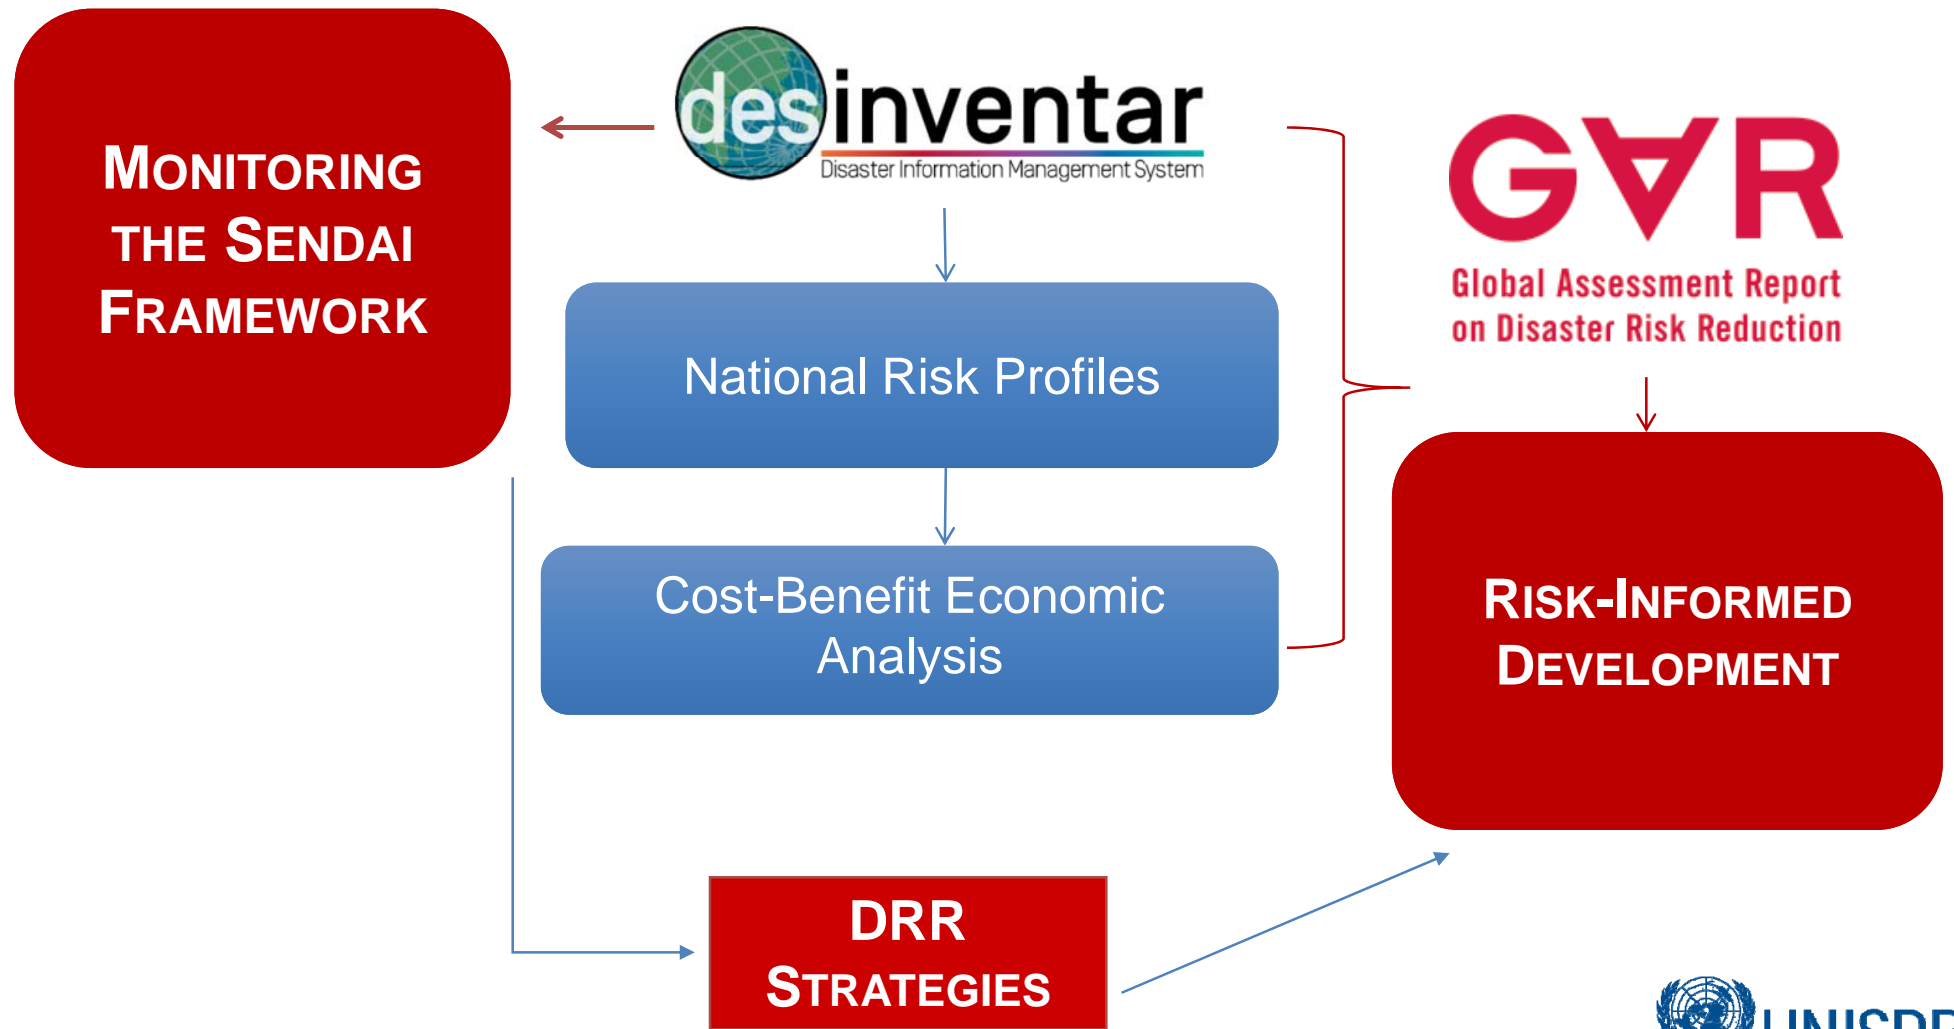 MONITORING
THE SENDAI
FRAMEWORK
desinventar
Disaster Information Management System
National Risk Profiles
Cost-Benefit Economic
Analysis
GAR
Global Assessment Report
on Disaster Risk Reduction
RISK-INFORMED
DEVELOPMENT
DRR
STRATEGIES
UNISDR